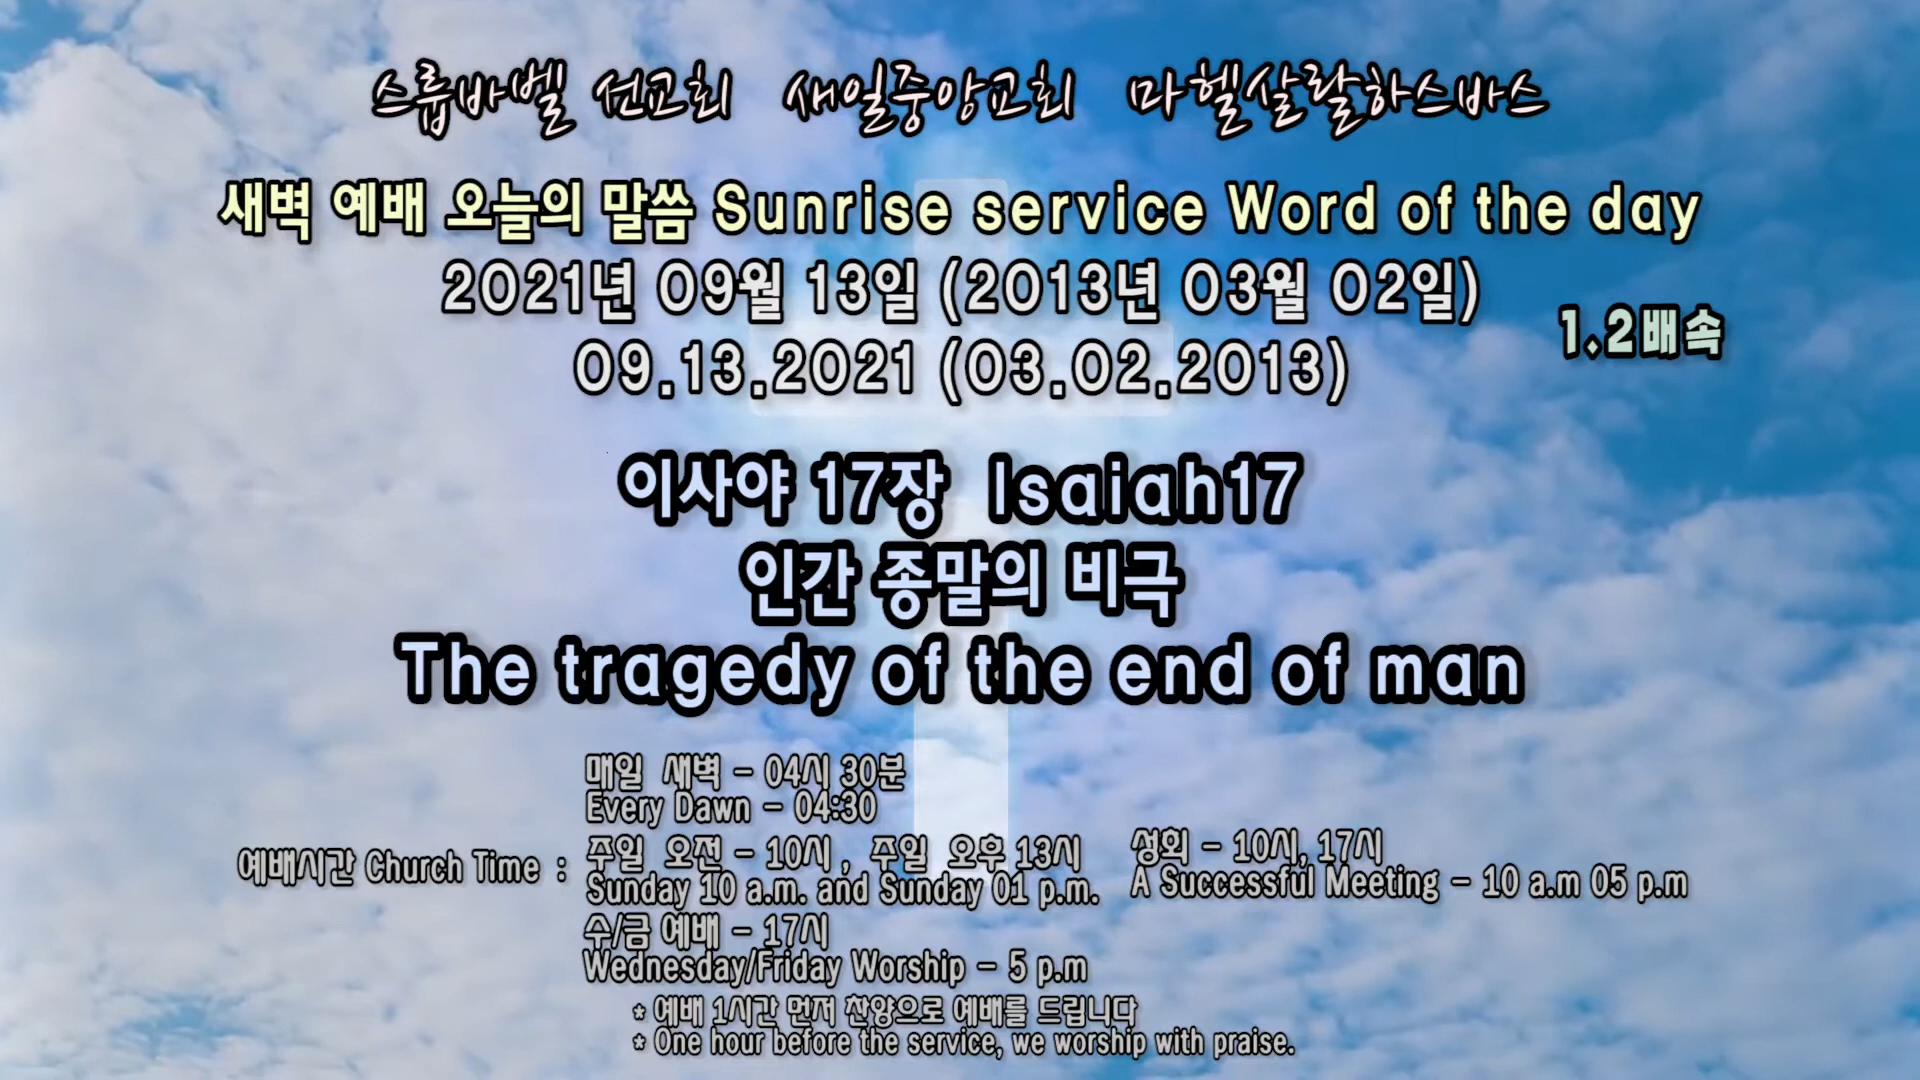 스룹바벨 선교회 새일중앙교회 마헬살랄하스바스
새벽 예배 오늘의 말씀 Sunrise service Word of the day
2021년 09월 13일 (2013년 03월 02일)
1.2배속
09.13.2021 (03.02.2013)
이사야 17장 Isaiah17
인간 종말의 비극
The tragedy of the end of man
매일 새벽 - 04시 30분
Every Dawn - 04:30
예배시간 Church Time :
주일 오전 - 10시 , 주일 오후 13시
Sunday 10 a.m. and Sunday 01 p.m.
성회 - 10시, 17시
A Successful Meeting - 10 a.m 05 p.m
수/금 예배 - 17시
Wednesday/Friday Worship - 5 p.m
* 예배 1시간 먼저 찬양으로 예배를 드립니다
* One hour before the service, we worship with praise.